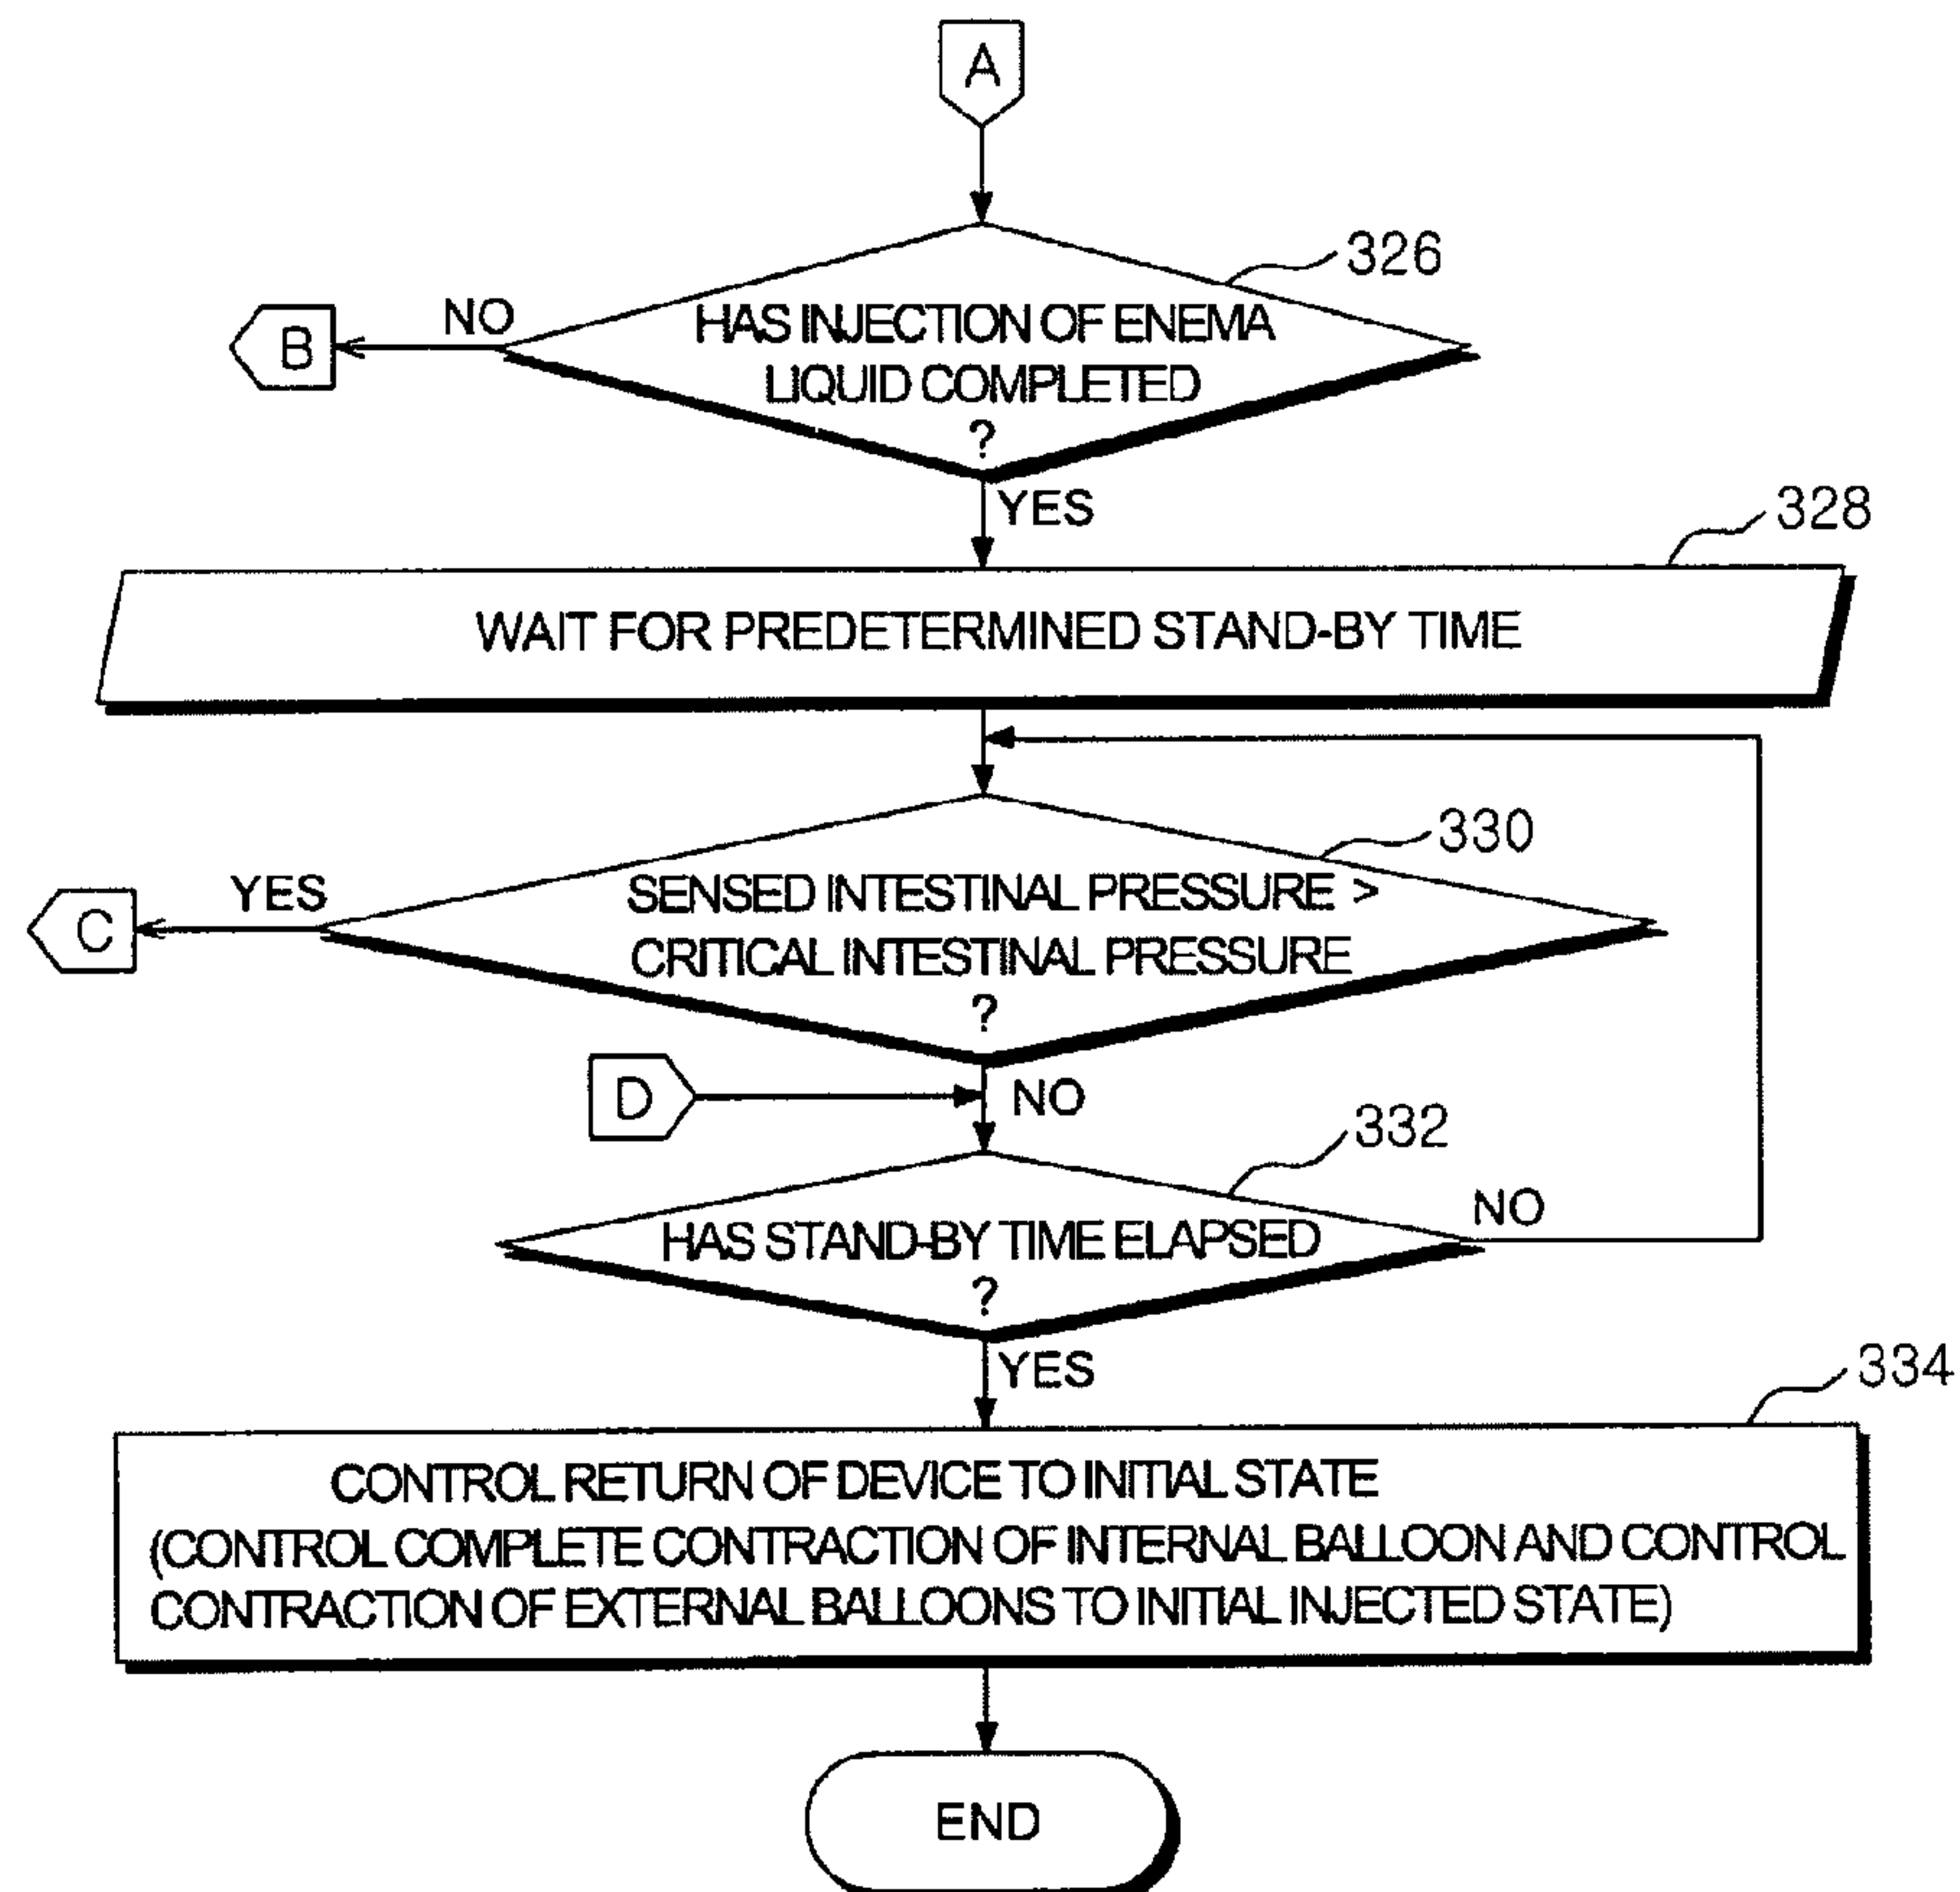 A
326
NO
B
HAS INJECTION OF ENEMA
LIQUID COMPLETED
?
YES
328
WAIT FOR PREDETERMINED STAND-BY TIME
330
YES
C
SENSED INTESTINAL PRESSURE >
CRITICAL INTESTINAL PRESSURE
?
D
NO
332
NO
HAS STAND-BY TIME ELAPSED
?
YES
334
CONTROL RETURN OF DEVICE TO INITIAL STATE
(CONTROL COMPLETE CONTRACTION OF INTERNAL BALLOON AND CONTROL
CONTRACTION OF EXTERNAL BALLOONS TO INITIAL INJECTED STATE)
END